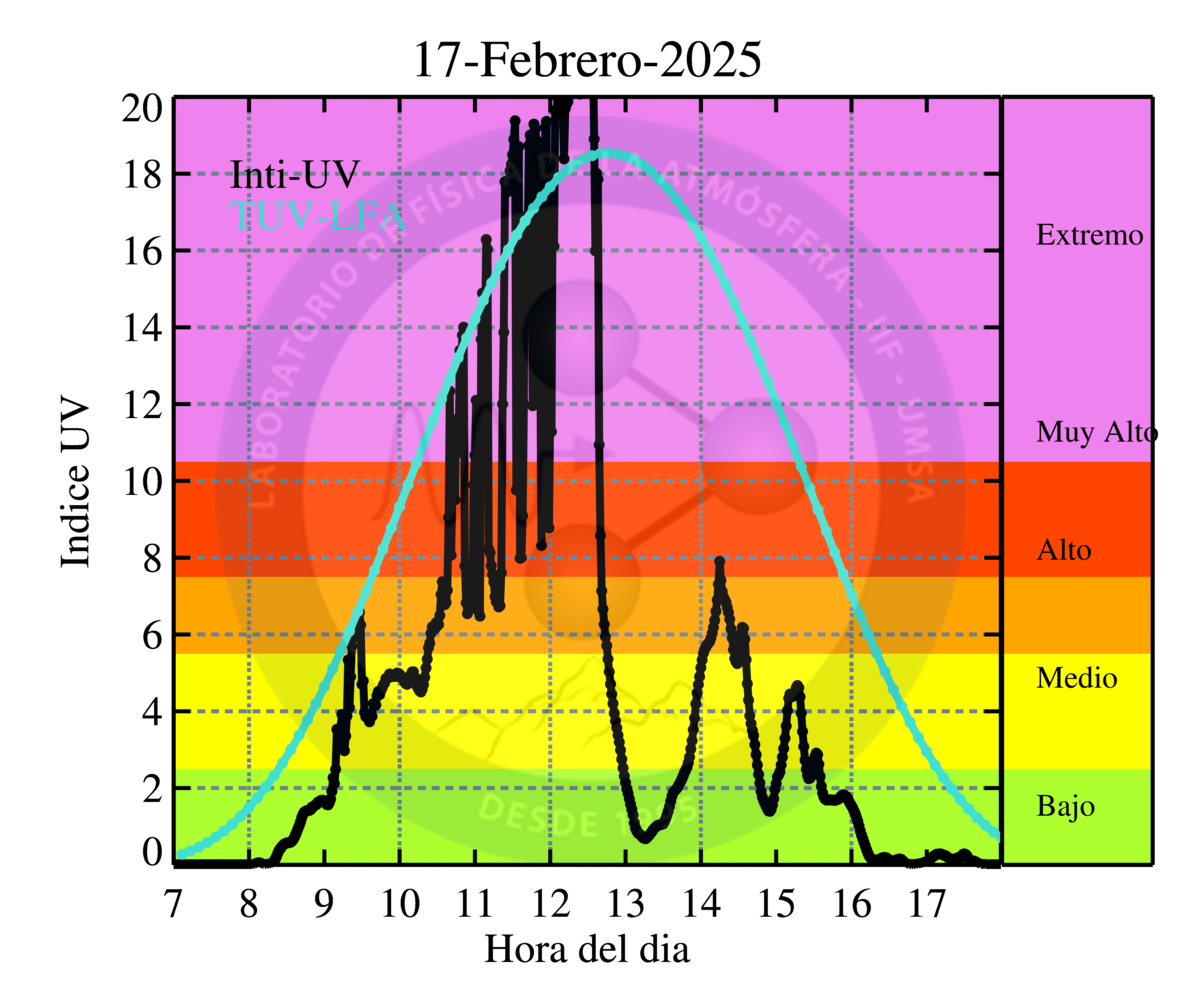 17-Febrero-2025
Inti-UV
TUV-LFA
Indice UV
20
18
16
14
12
10
8
6
4
2
0
7 8 9 10 11 12 13 14 15 16 17
Hora del dia
Extremo
Muy Alto
Alto
Medio
Bajo
LABORATORIO DE FÍSICA DE LA ATMÓSFERA - IIF - UMSA
DESDE 1995